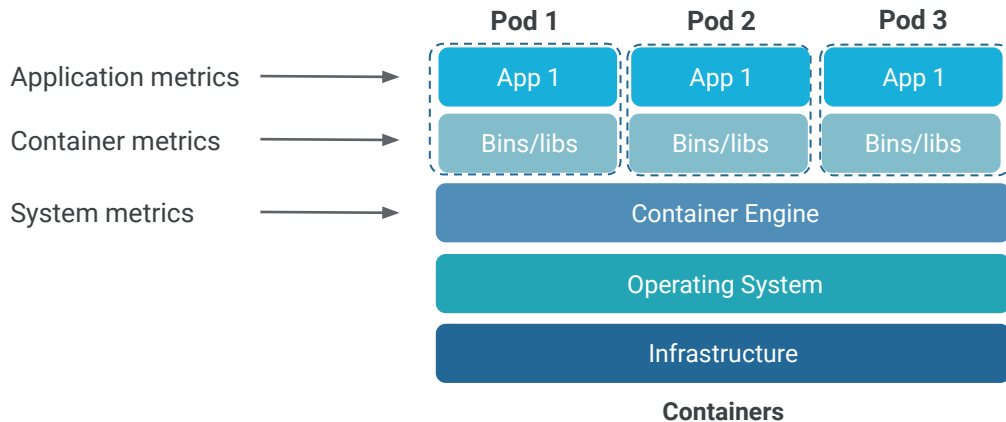 Pod 1 Pod 2 Pod 3
Application metrics App 1 App 1 App 1
Container metrics Bins/libs Bins/libs Bins/libs
System metrics Container Engine
Operating System
Infrastructure
Containers